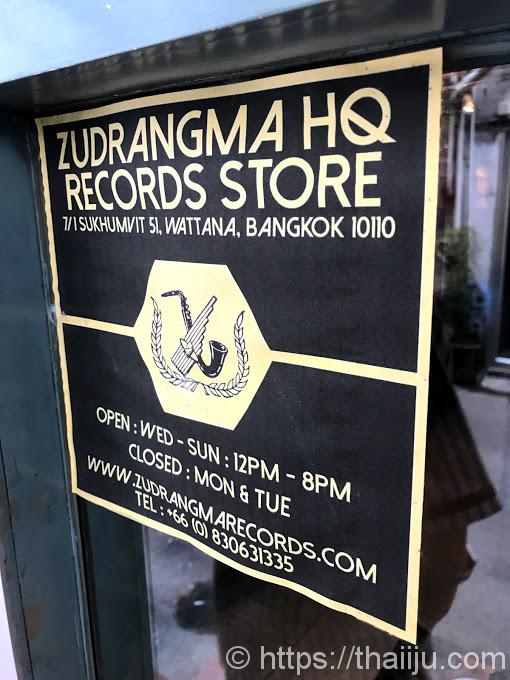 ZUDRANGMA HQ
RECORDS STORE
7/1 SUKHUMVIT 51, WATTANA, BANGKOK 10110
OPEN : WED - SUN : 12PM - 8PM
CLOSED : MON & TUE
WWW.ZUDRANGMARECORDS.COM
TEL : +66 (0) 830631335
© https://thaiiju.com